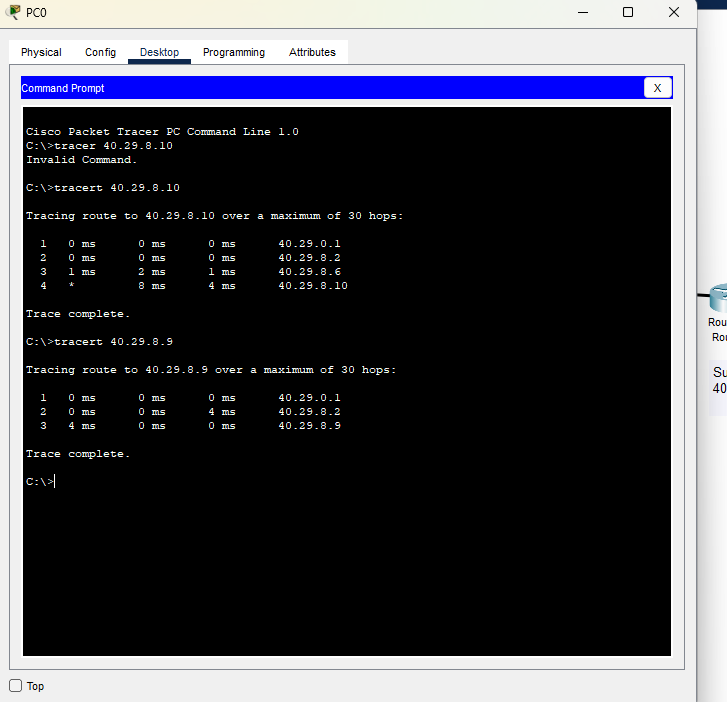 PC0
Physical Config Desktop Programming Attributes
Command Prompt X
Cisco Packet Tracer PC Command Line 1.0
C:\>tracer 40.29.8.10
Invalid Command.
C:\>tracert 40.29.8.10
Tracing route to 40.29.8.10 over a maximum of 30 hops:
1 0 ms 0 ms 0 ms 40.29.0.1
2 0 ms 0 ms 0 ms 40.29.8.2
3 1 ms 2 ms 1 ms 40.29.8.6
4 * 8 ms 4 ms 40.29.8.10
Trace complete.
C:\>tracert 40.29.8.9
Tracing route to 40.29.8.9 over a maximum of 30 hops:
1 0 ms 0 ms 0 ms 40.29.0.1
2 0 ms 0 ms 4 ms 40.29.8.2
3 4 ms 0 ms 0 ms 40.29.8.9
Trace complete.
C:\>
Top
Rou
Rou
Su
40